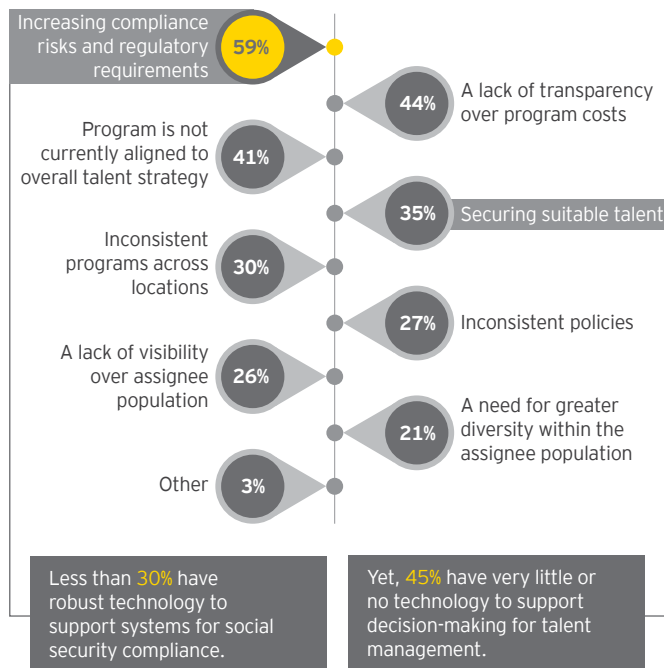 Increasing compliance
risks and regulatory
requirements
59%
44%
A lack of transparency
over program costs
Program is not
currently aligned to
overall talent strategy
41%
35%
Securing suitable talent
Inconsistent
programs across
locations
30%
27%
Inconsistent policies
A lack of visibility
over assignee
population
26%
21%
A need for greater
diversity within the
assignee population
Other
3%
Less than 30% have
robust technology to
support systems for social
security compliance.
Yet, 45% have very little or
no technology to support
decision-making for talent
management.